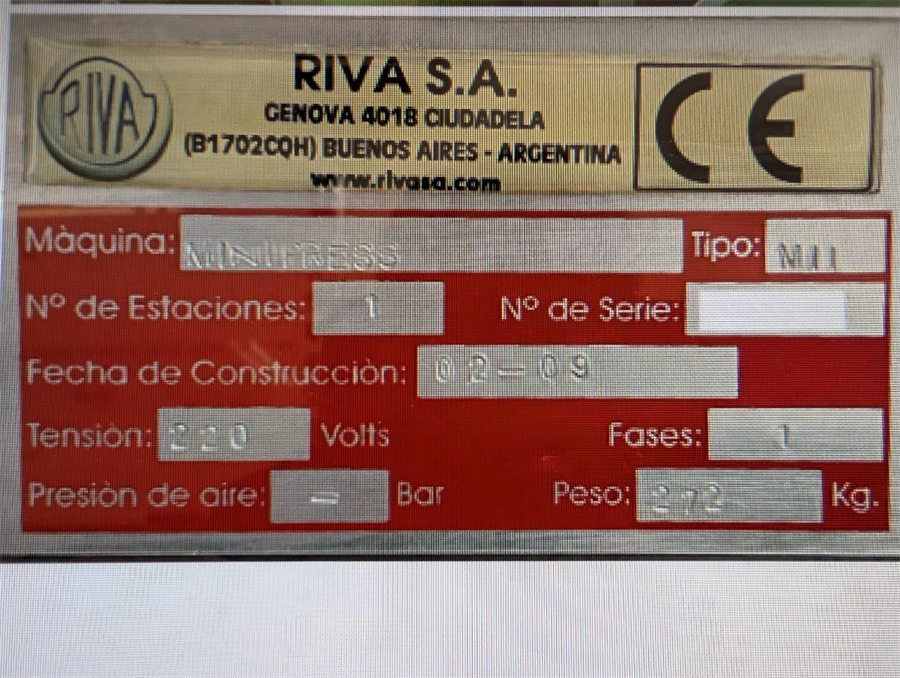 RIVA
RIVA S.A.
GENOVA 4018 CIUDADELA
(B1702CQH) BUENOS AIRES - ARGENTINA
www.rivasa.com
CE
Màquina: MINIPRESS Tipo: MII
Nº de Estaciones: 1 Nº de Serie:
Fecha de Construcciòn: 02-09
Tensiòn: 220 Volts Fases: 1
Presiòn de aire: - Bar Peso: 272 Kg.